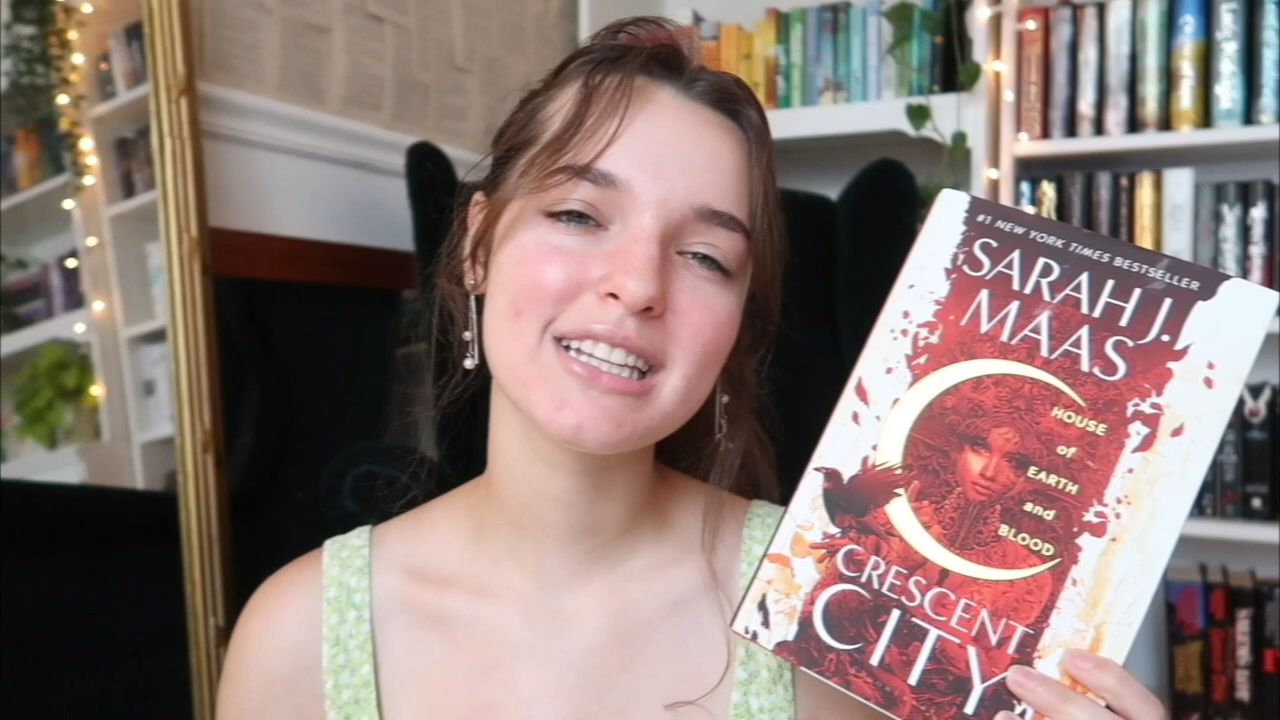 #1 NEW YORK TIMES BESTSELLER
SARAH J.
MAAS
HOUSE
of
EARTH
and
BLOOD
CRESCENT
CITY